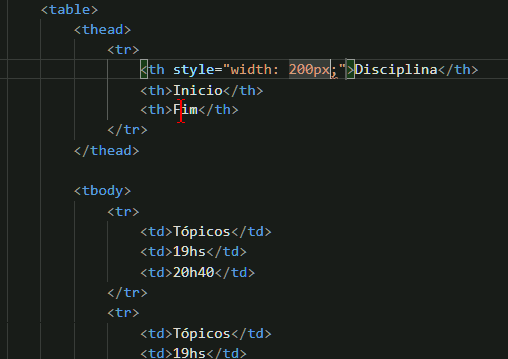 <table>
<thead>
<tr>
<th style="width: 200px;">Disciplina</th>
<th>Inicio</th>
<th>Fim</th>
</tr>
</thead>
<tbody>
<tr>
<td>Tópicos</td>
<td>19hs</td>
<td>20h40</td>
</tr>
<tr>
<td>Tópicos</td>
<td>19hs</td>